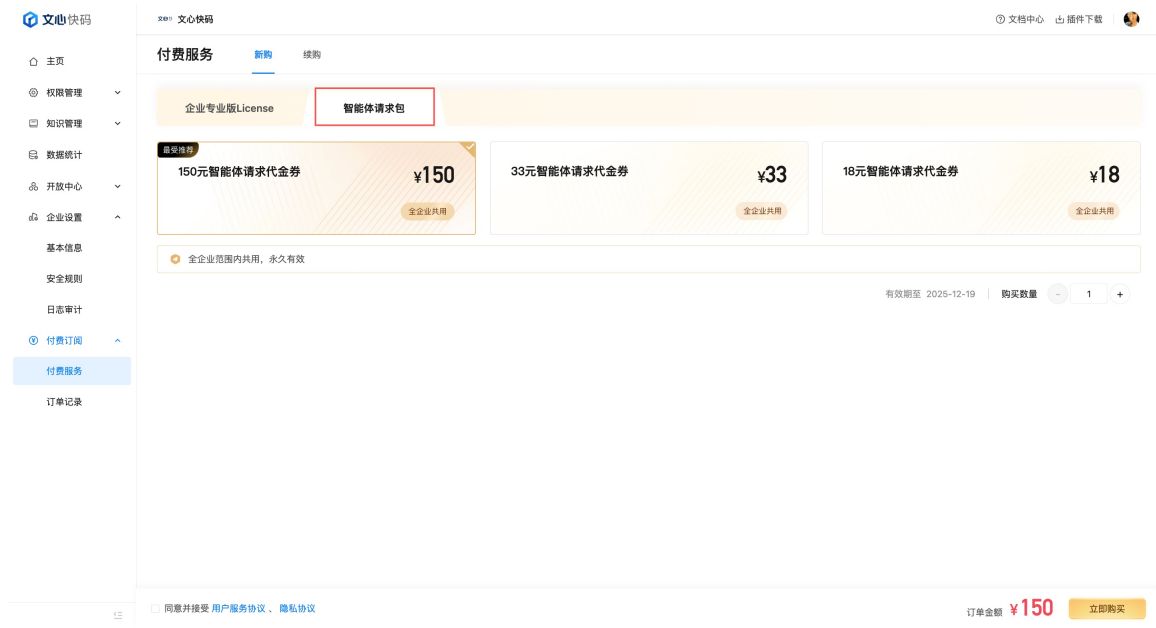 文心快码
文心快码
文档中心
插件下载
主页
权限管理
知识管理
数据统计
开放中心
企业设置
基本信息
安全规则
日志审计
付费订阅
付费服务
订单记录
付费服务
新购
续购
企业专业版License
智能体请求包
最受推荐
150元智能体请求代金券
¥150
全企业共用
33元智能体请求代金券
¥33
全企业共用
18元智能体请求代金券
¥18
全企业共用
全企业范围内共用，永久有效
有效期至 2025-12-19
购买数量
- 1 +
同意并接受 用户服务协议 、 隐私协议
订单金额 ¥150
立即购买